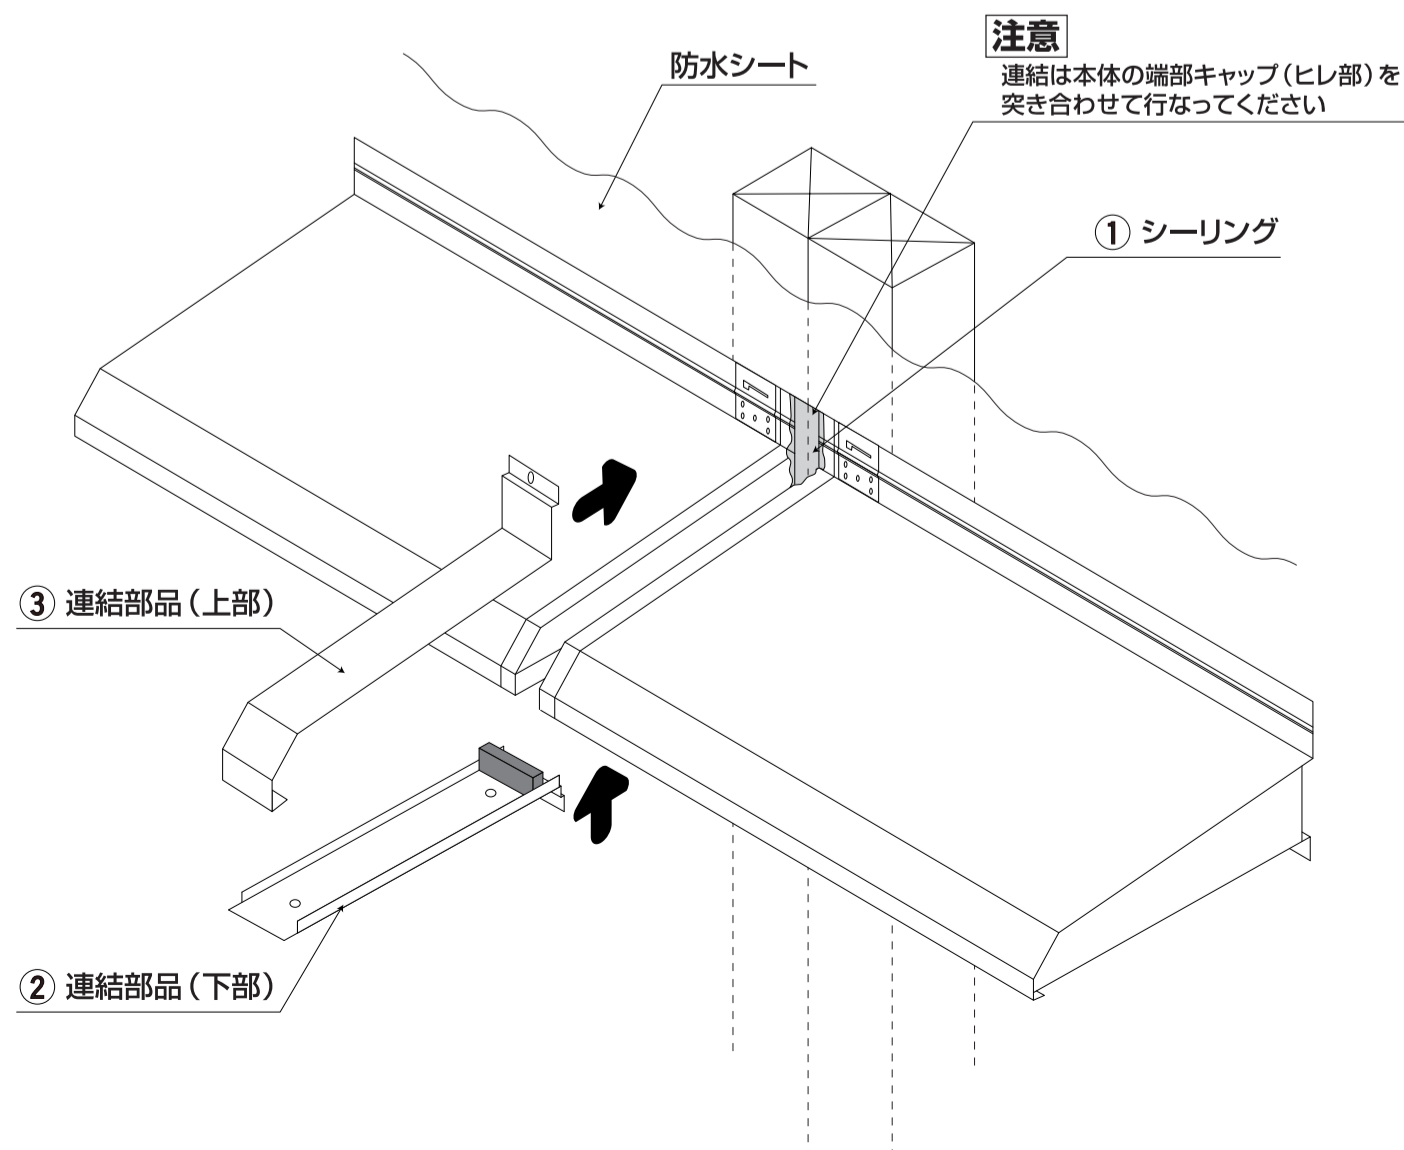 注意
連結は本体の端部キャップ（ヒレ部）を
突き合わせて行なってください
防水シート
① シーリング
③ 連結部品（上部）
② 連結部品（下部）